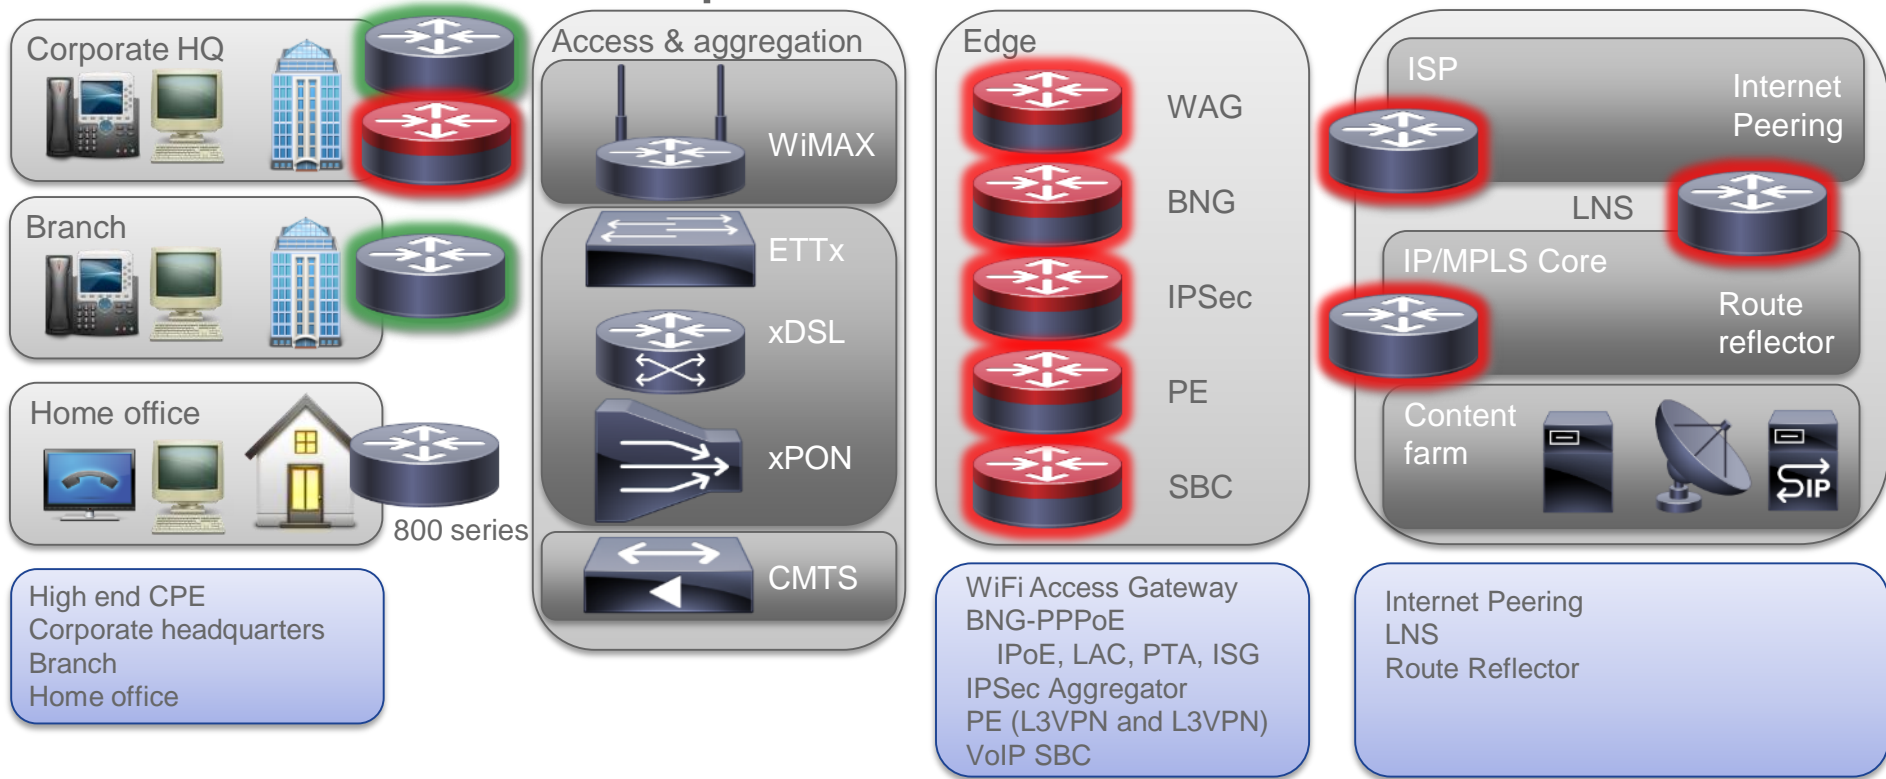 Corporate HQ
Branch
Home office
800 series
High end CPE
Corporate headquarters
Branch
Home office
Access & aggregation
WiMAX
ETTx
xDSL
xPON
CMTS
Edge
WAG
BNG
IPSec
PE
SBC
WiFi Access Gateway
BNG-PPPoE
IPoE, LAC, PTA, ISG
IPSec Aggregator
PE (L3VPN and L3VPN)
VoIP SBC
ISP
Internet
Peering
LNS
IP/MPLS Core
Route
reflector
Content
farm
SIP
Internet Peering
LNS
Route Reflector